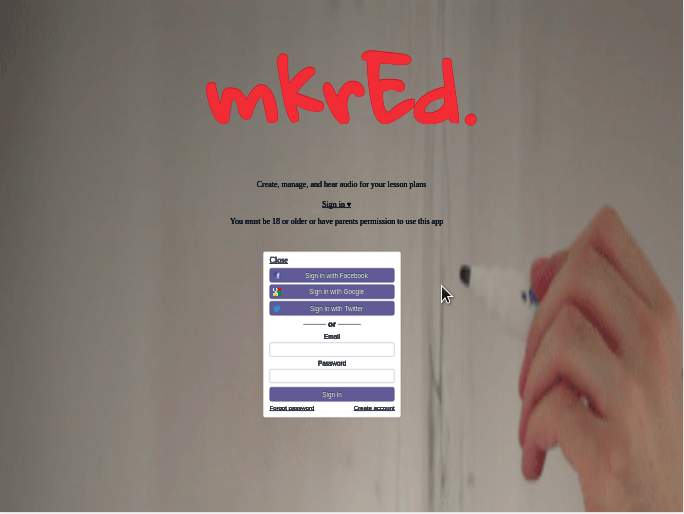 mkrEd.
Create, manage, and hear audio for your lesson plans
Sign in ▾
You must be 18 or older or have parents permission to use this app
Close
Sign in with Facebook
Sign in with Google
Sign in with Twitter
or
Email
Password
Sign in
Forgot password Create account